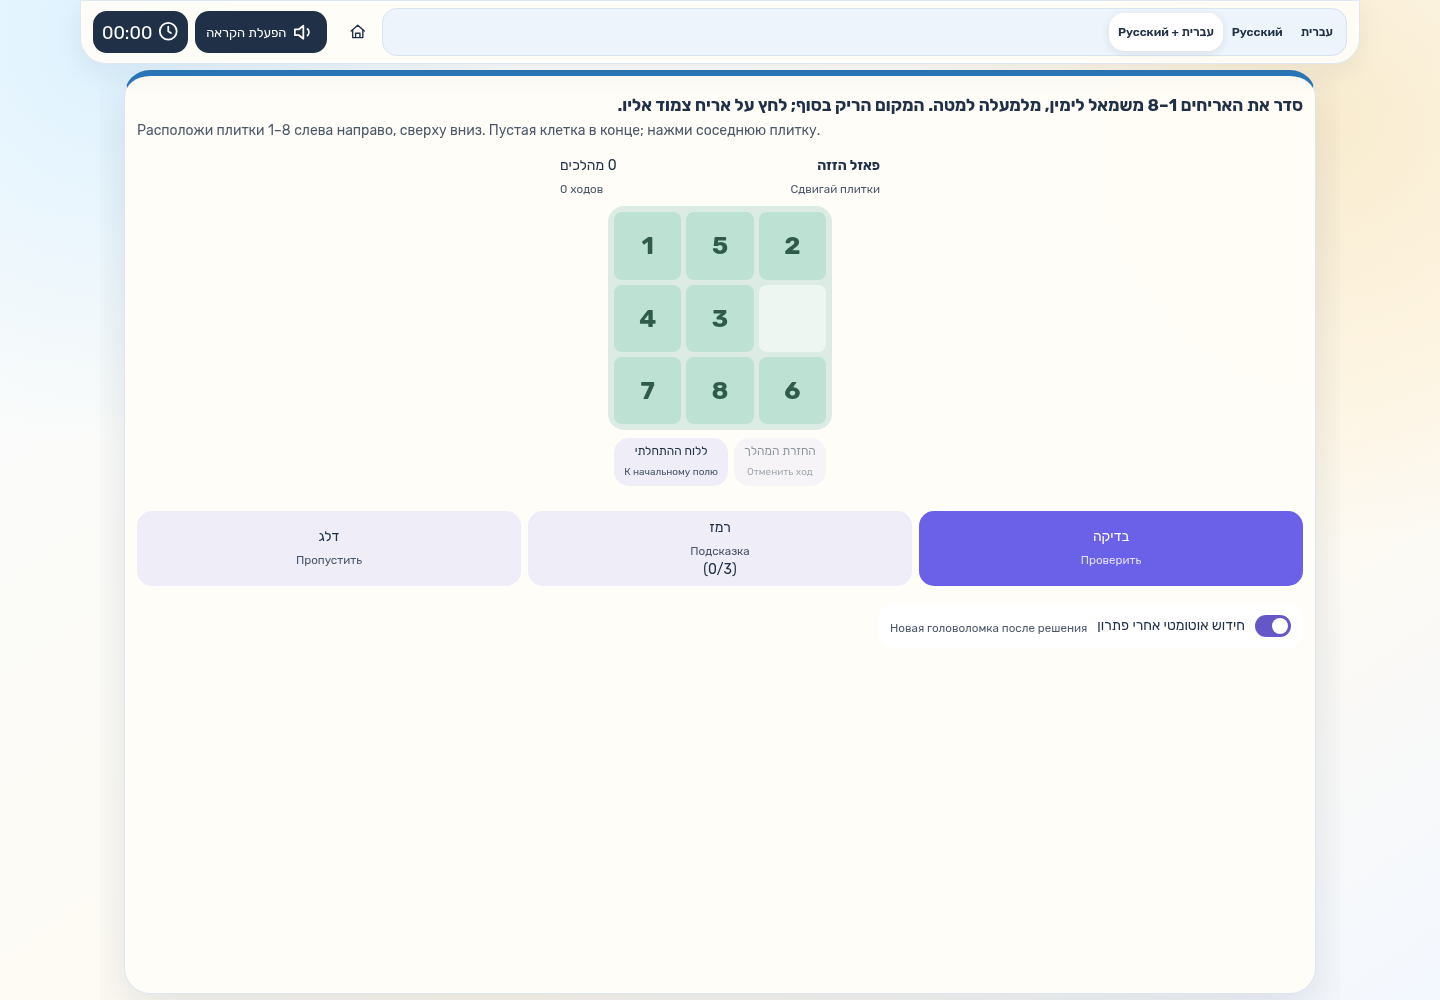 עברית
Русский
עברית + Русский
הפעלת הקראה
00:00
סדר את האריחים 1–8 משמאל לימין, מלמעלה למטה. המקום הריק בסוף; לחץ על אריח צמוד אליו.
Расположи плитки 1–8 слева направо, сверху вниз. Пустая клетка в конце; нажми соседнюю плитку.
פאזל הזזה
Сдвигай плитки
0 מהלכים
0 ходов
1 5 2
4 3
7 8 6
החזרת המהלך
Отменить ход
ללוח ההתחלתי
К начальному полю
בדיקה
Проверить
רמז
Подсказка
(0/3)
דלג
Пропустить
חידוש אוטומטי אחרי פתרון
Новая головоломка после решения